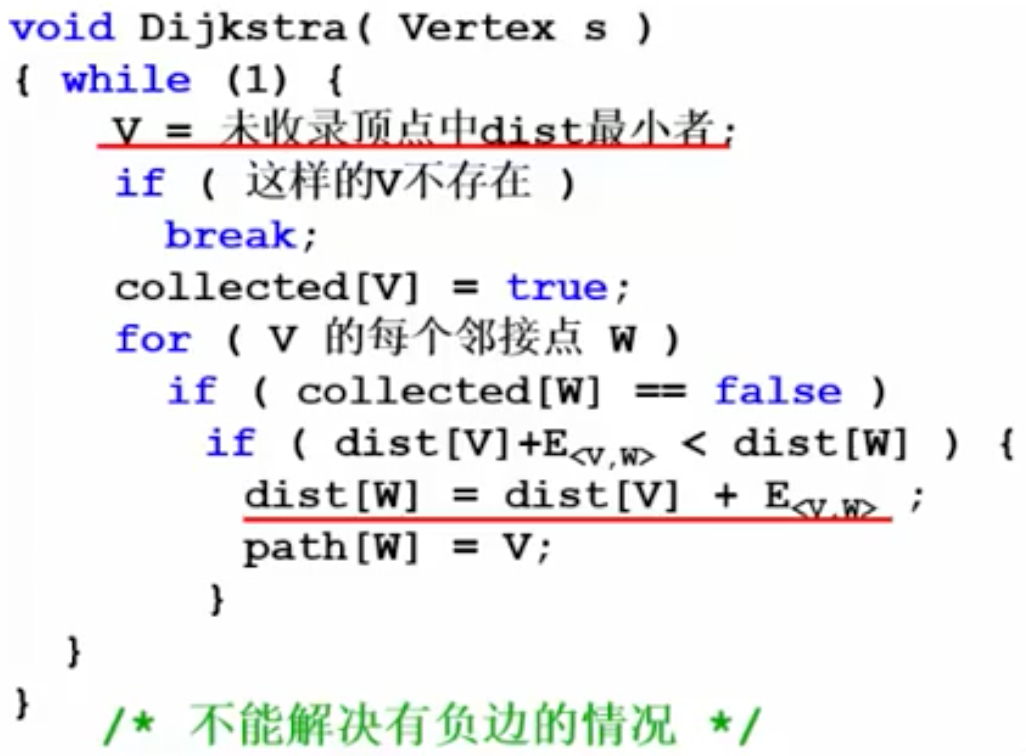 void Dijkstra( Vertex s )
{ while (1) {
V = 未收录顶点中dist最小者;
if ( 这样的V不存在 )
break;
collected[V] = true;
for ( V 的每个邻接点 W )
if ( collected[W] == false )
if ( dist[V]+E<V,W> < dist[W] ) {
dist[W] = dist[V] + E<V,W> ;
path[W] = V;
}
}
}
/* 不能解决有负边的情况 */